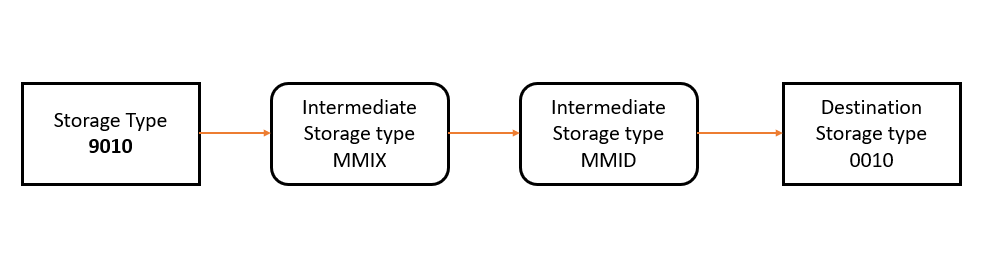 Storage Type
9010
Intermediate
Storage type
MMIX
Intermediate
Storage type
MMID
Destination
Storage type
0010